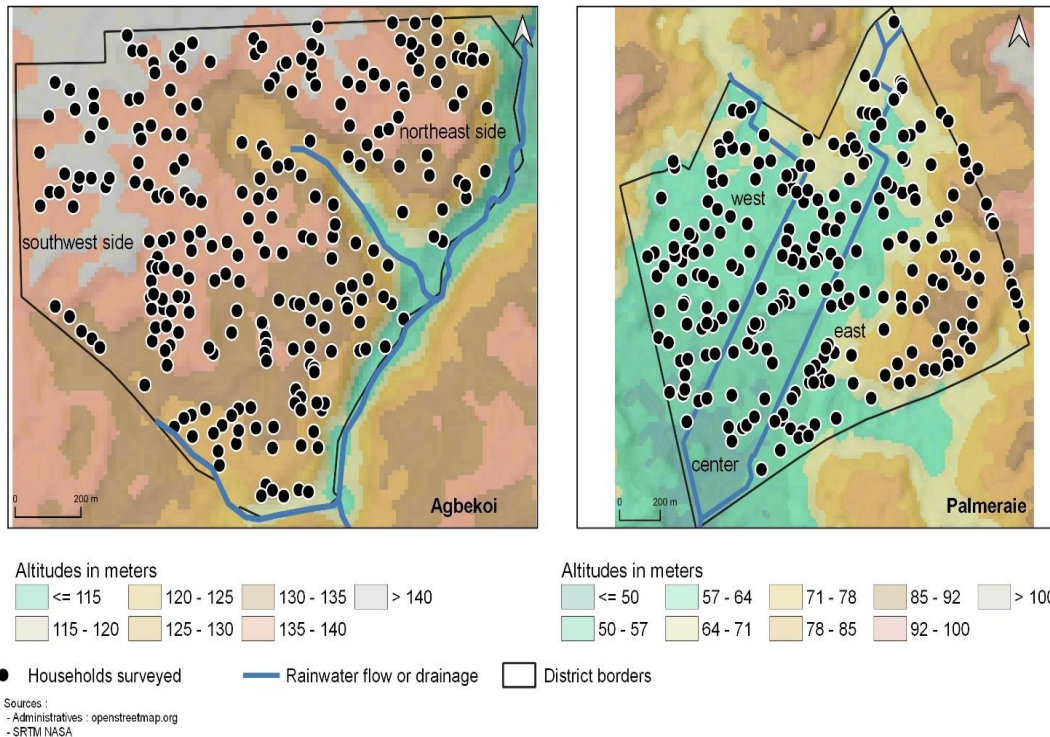 northeast side
southwest side
0 200 m
Agbekoi
west
east
center
0 200 m
Palmeraie
Altitudes in meters
<= 115 120 - 125 130 - 135 > 140
115 - 120 125 - 130 135 - 140
Altitudes in meters
<= 50 57 - 64 71 - 78 85 - 92 > 100
50 - 57 64 - 71 78 - 85 92 - 100
Households surveyed Rainwater flow or drainage District borders
Sources :
- Administratives : openstreetmap.org
- SRTM NASA